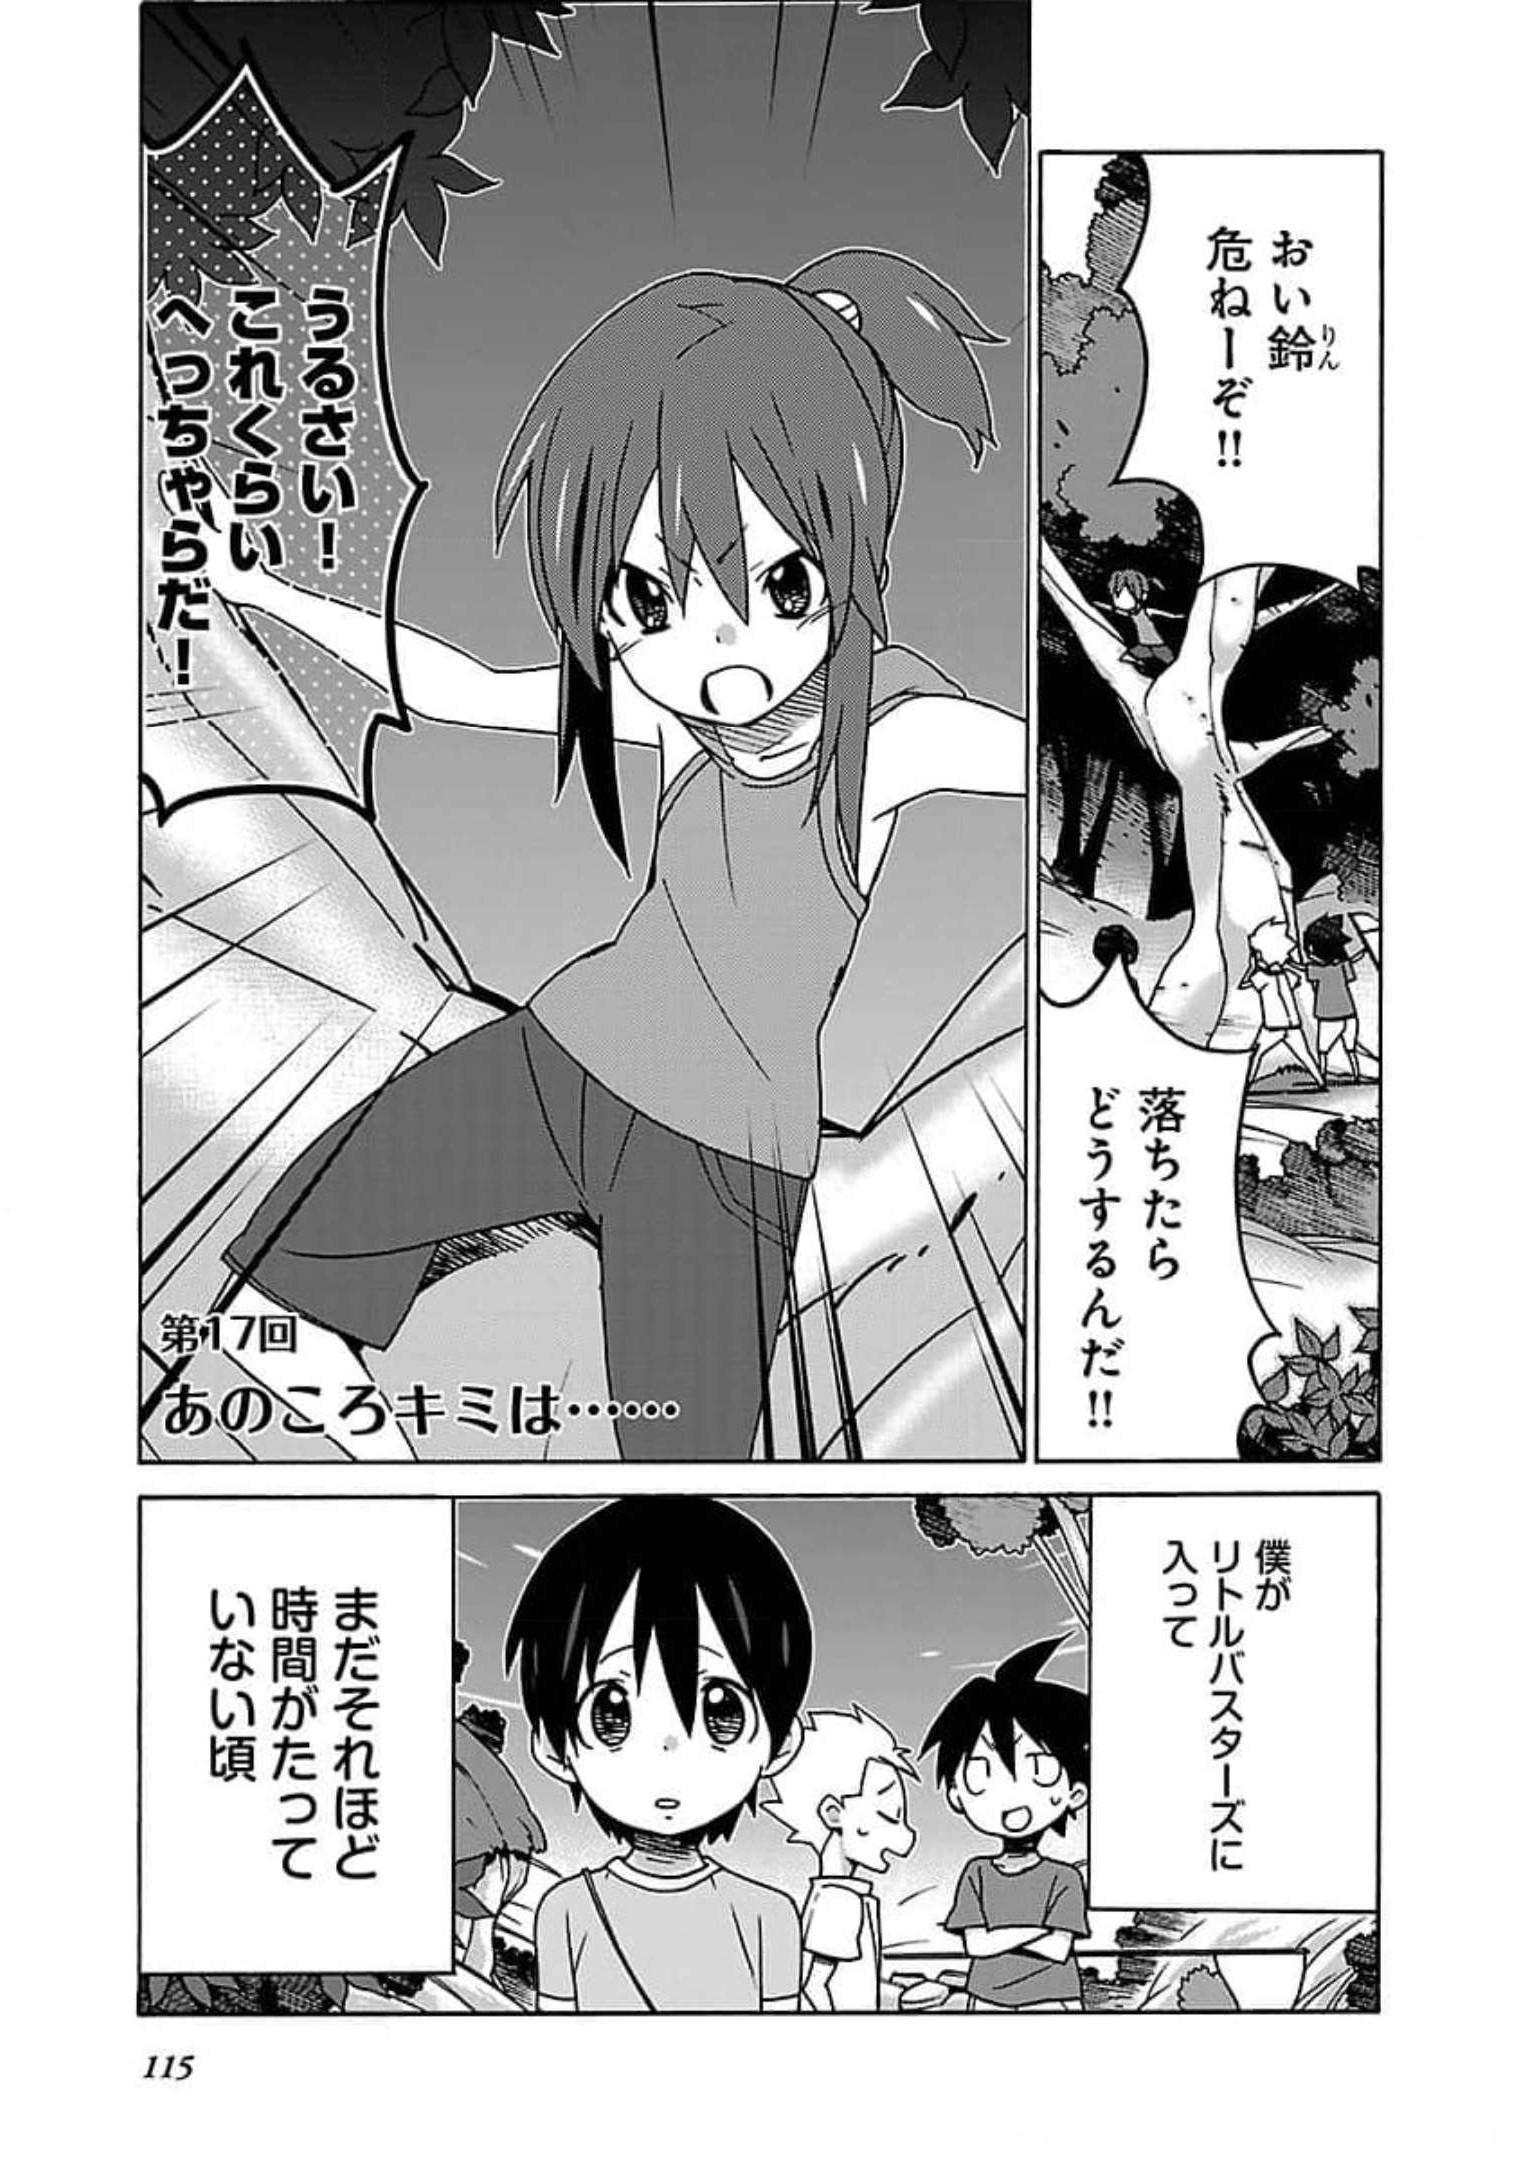 おい鈴
りん
危ねーぞ!!
落ちたら
どうするんだ!!
うるさい!
これくらい
へっちゃらだ!
第17回
あのころキミは……
僕が
リトルバスターズに
入って
まだそれほど
時間がたって
いない頃
115